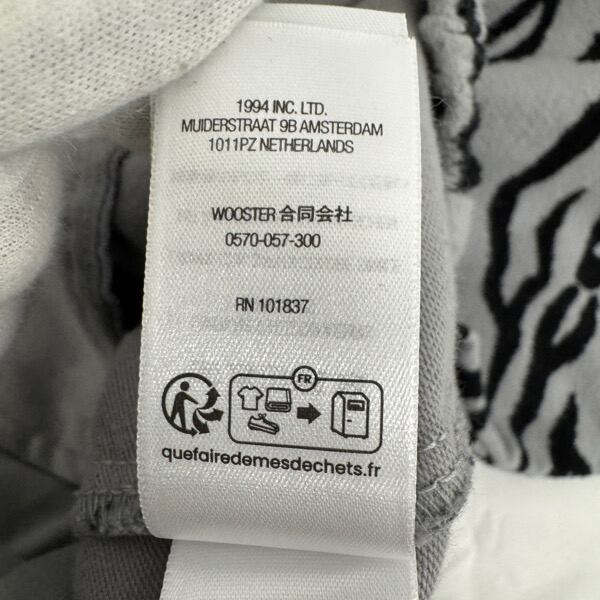 1994 INC. LTD.
MUIDERSTRAAT 9B AMSTERDAM
1011PZ NETHERLANDS
WOOSTER 合同会社
0570-057-300
RN 101837
FR
quefairedemesdechets.fr